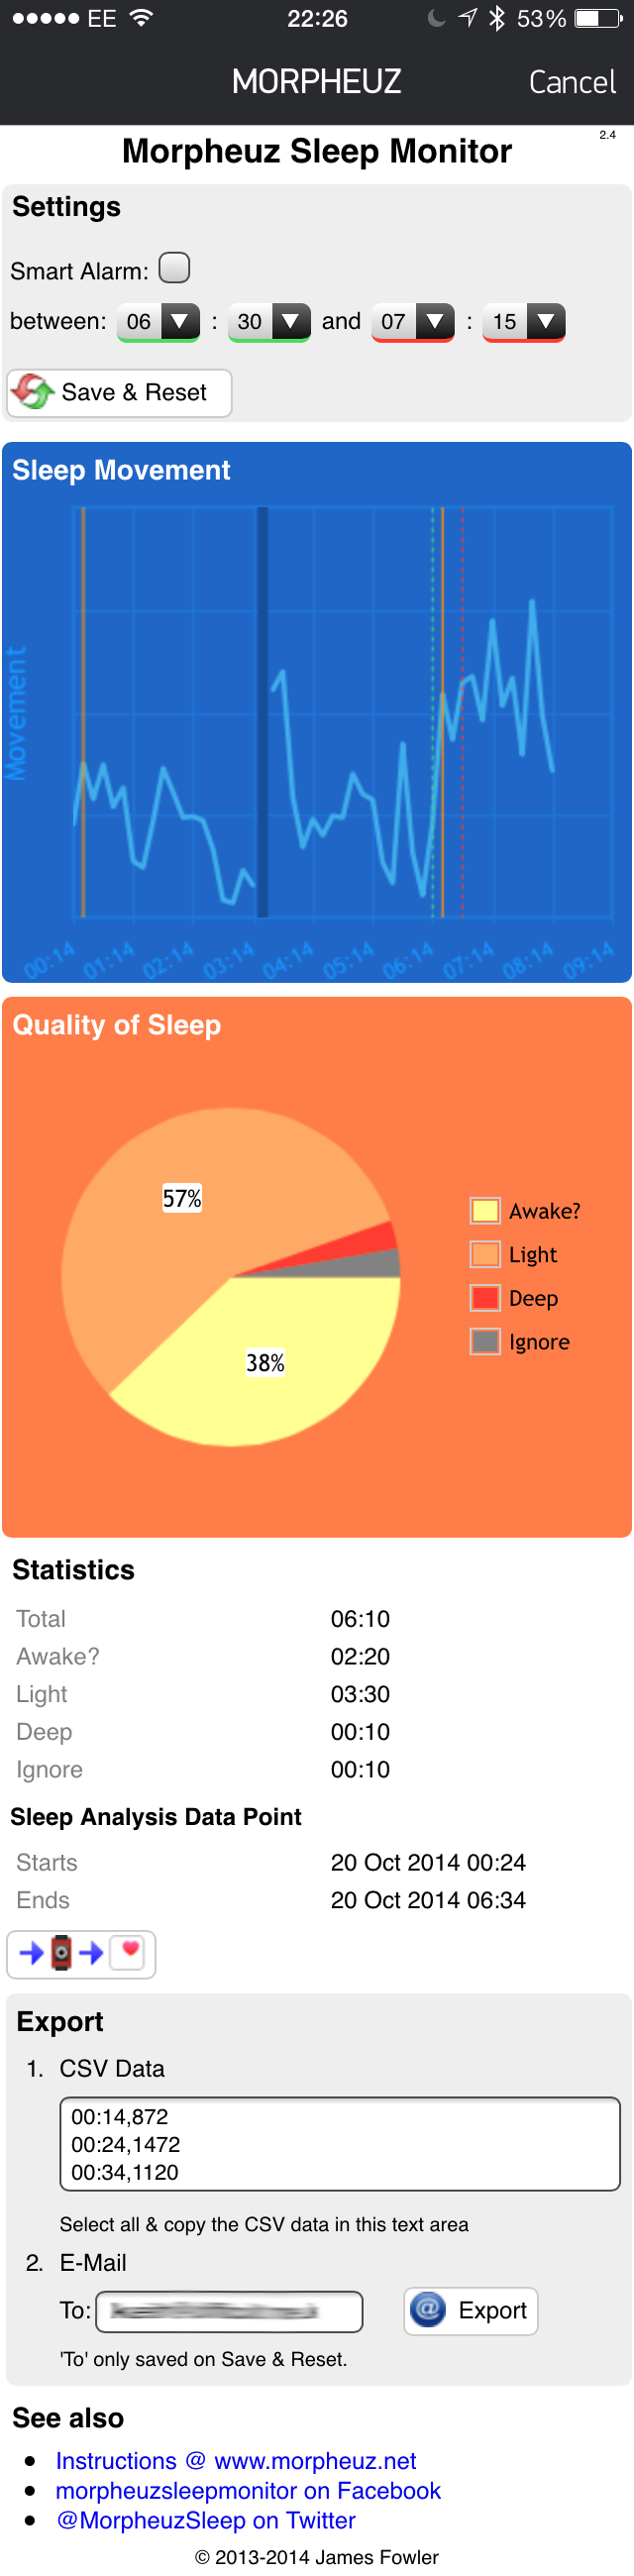 EE 22:26 53%
MORPHEUZ Cancel
2.4
Morpheuz Sleep Monitor
Settings
Smart Alarm:
between: 06 : 30 and 07 : 15
Save & Reset
Sleep Movement
Movement
00:14 01:14 02:14 03:14 04:14 05:14 06:14 07:14 08:14 09:14
Quality of Sleep
57%
38%
Awake?
Light
Deep
Ignore
Statistics
Total 06:10
Awake? 02:20
Light 03:30
Deep 00:10
Ignore 00:10
Sleep Analysis Data Point
Starts 20 Oct 2014 00:24
Ends 20 Oct 2014 06:34
Export
1. CSV Data
00:14,872
00:24,1472
00:34,1120
Select all & copy the CSV data in this text area
2. E-Mail
To: @ Export
'To' only saved on Save & Reset.
See also
• Instructions @ www.morpheuz.net
• morpheuzsleepmonitor on Facebook
• @MorpheuzSleep on Twitter
© 2013-2014 James Fowler